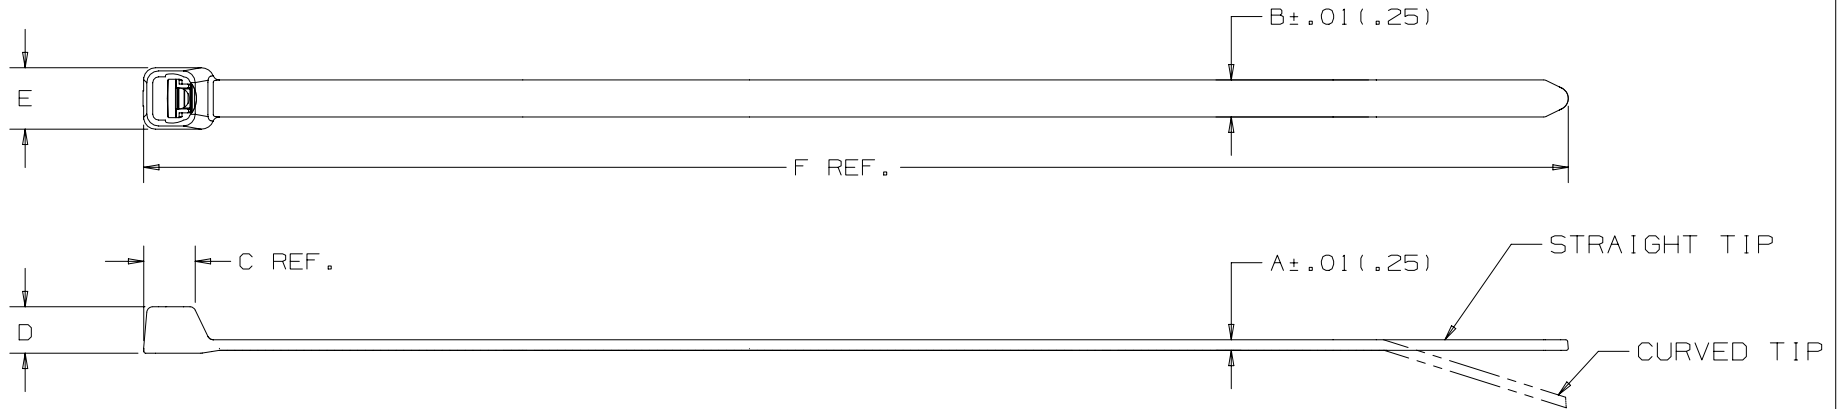 B±.01(.25)
E
F REF.
C REF.
A±.01(.25)
STRAIGHT TIP
D
CURVED TIP